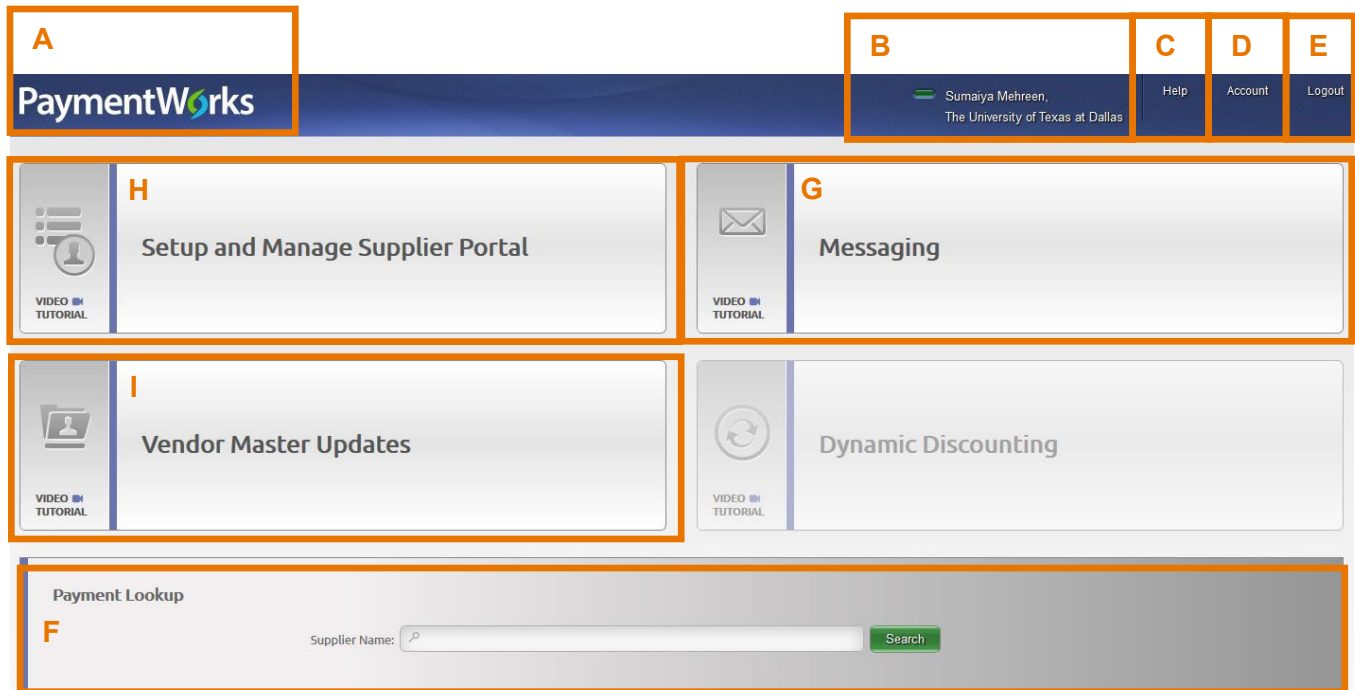 A
B
C
D
E
PaymentWorks
Sumaiya Mehreen,
The University of Texas at Dallas
Help
Account
Logout
H
Setup and Manage Supplier Portal
VIDEO
TUTORIAL
G
Messaging
VIDEO
TUTORIAL
I
Vendor Master Updates
VIDEO
TUTORIAL
Dynamic Discounting
VIDEO
TUTORIAL
Payment Lookup
F
Supplier Name:
Search